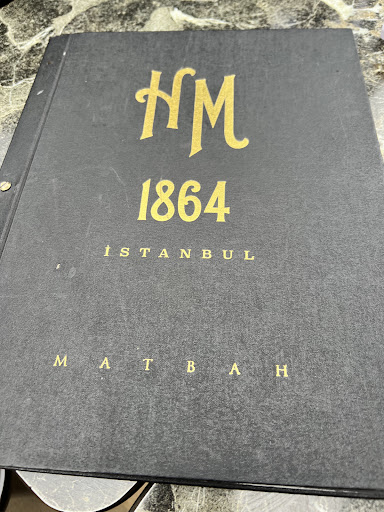 HM
1864
İSTANBUL
MATBAH